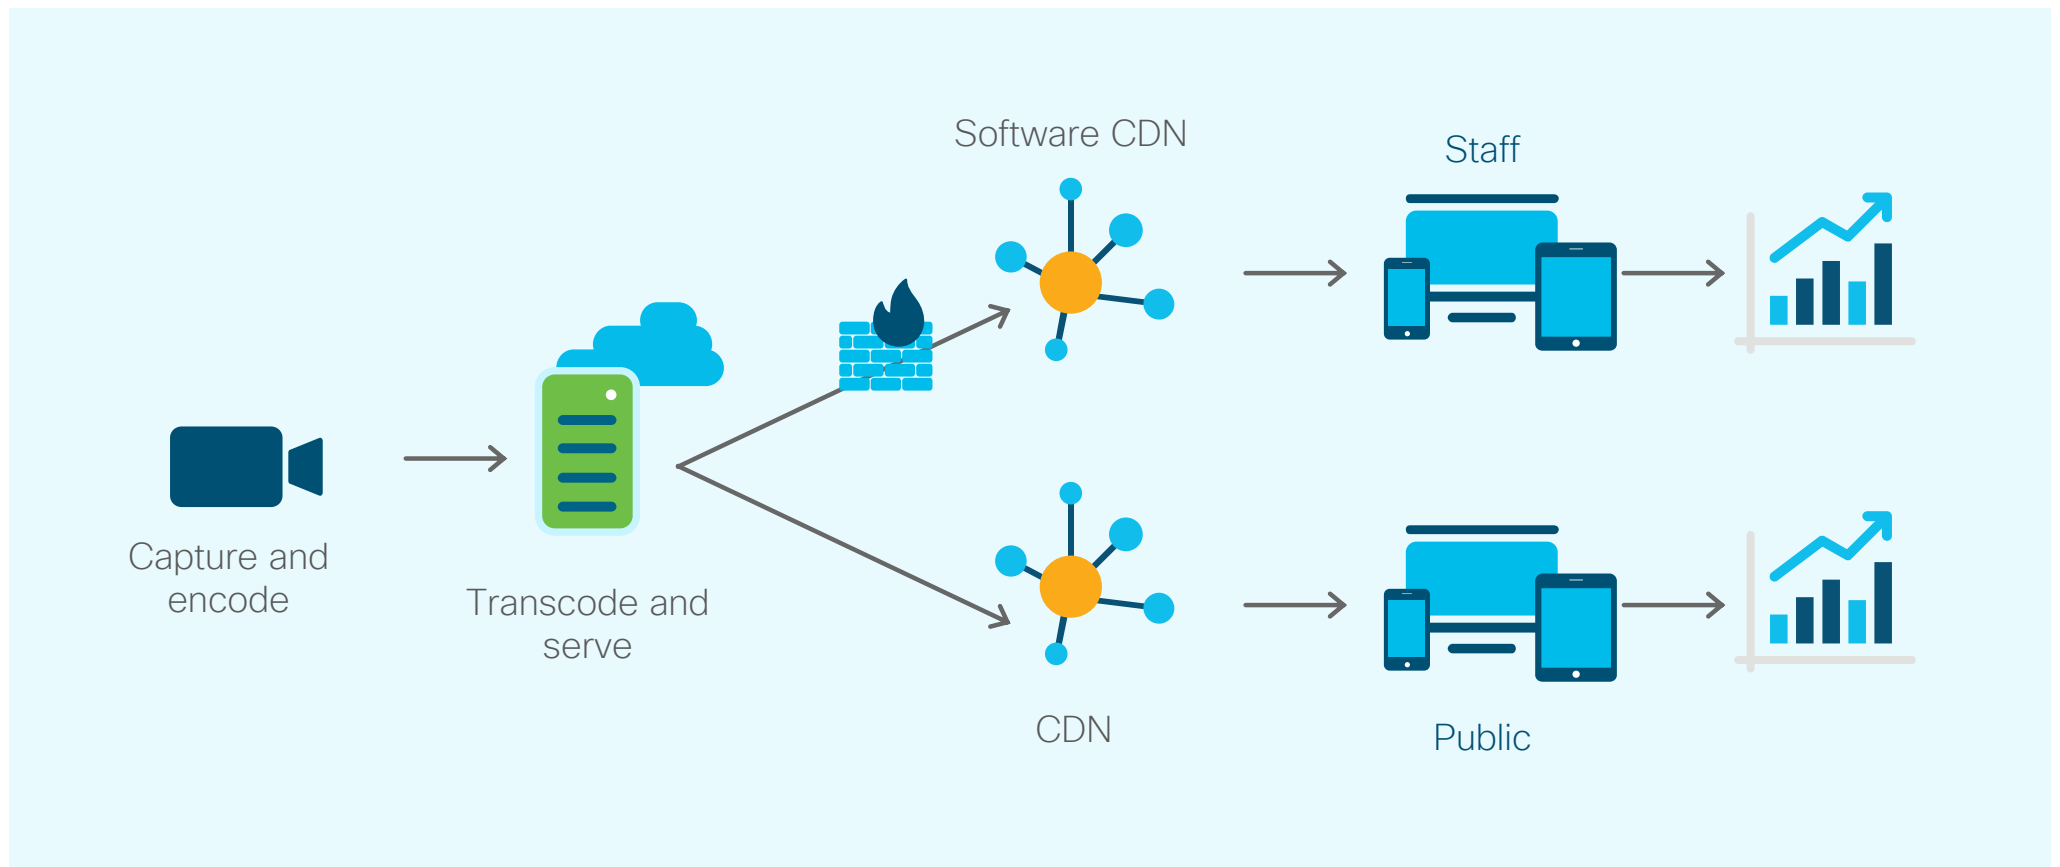 Software CDN
Staff
Capture and
encode
Transcode and
serve
CDN
Public